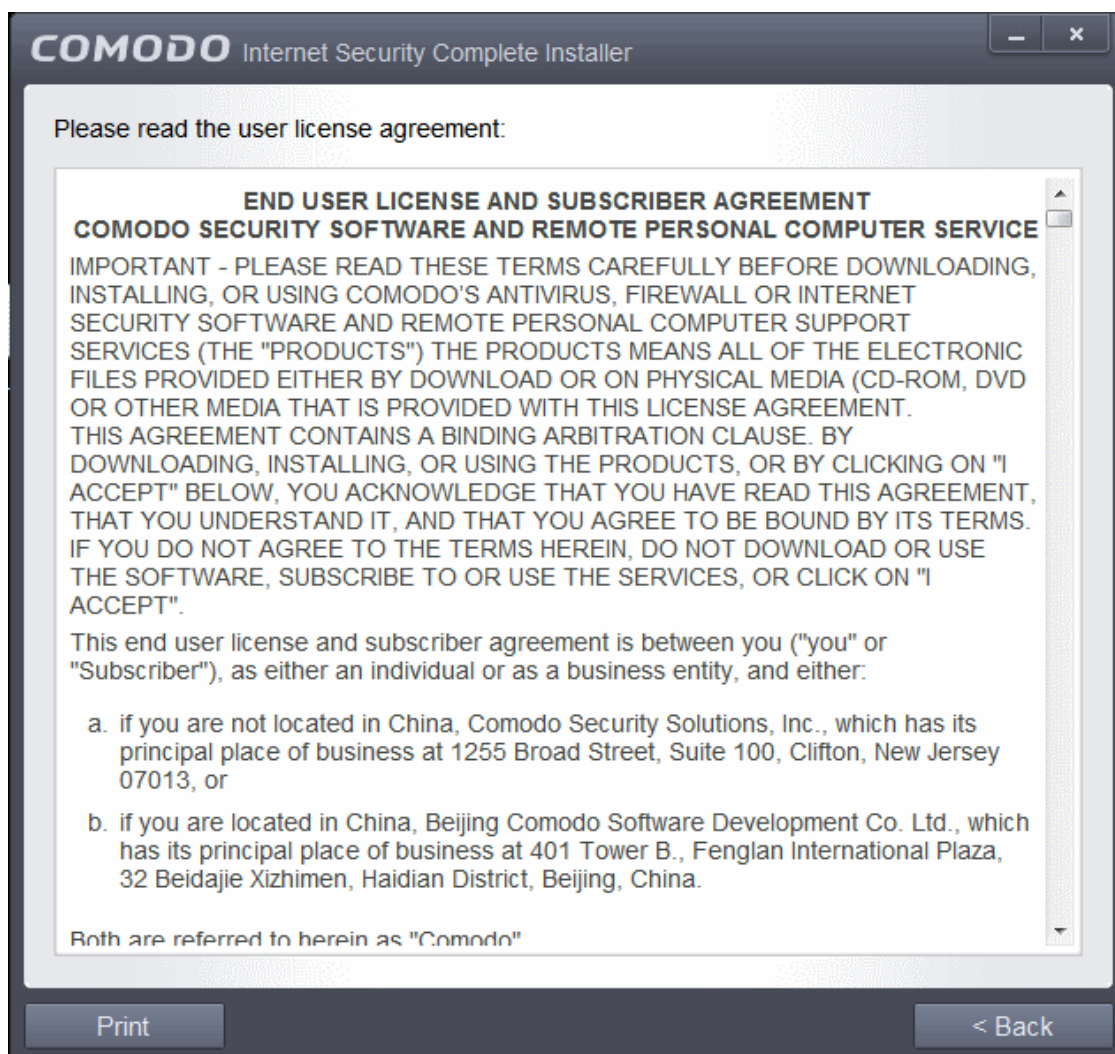 COMODO Internet Security Complete Installer
Please read the user license agreement:
END USER LICENSE AND SUBSCRIBER AGREEMENT
COMODO SECURITY SOFTWARE AND REMOTE PERSONAL COMPUTER SERVICE
IMPORTANT - PLEASE READ THESE TERMS CAREFULLY BEFORE DOWNLOADING,
INSTALLING, OR USING COMODO'S ANTIVIRUS, FIREWALL OR INTERNET
SECURITY SOFTWARE AND REMOTE PERSONAL COMPUTER SUPPORT
SERVICES (THE "PRODUCTS") THE PRODUCTS MEANS ALL OF THE ELECTRONIC
FILES PROVIDED EITHER BY DOWNLOAD OR ON PHYSICAL MEDIA (CD-ROM, DVD
OR OTHER MEDIA THAT IS PROVIDED WITH THIS LICENSE AGREEMENT.
THIS AGREEMENT CONTAINS A BINDING ARBITRATION CLAUSE. BY
DOWNLOADING, INSTALLING, OR USING THE PRODUCTS, OR BY CLICKING ON "I
ACCEPT" BELOW, YOU ACKNOWLEDGE THAT YOU HAVE READ THIS AGREEMENT,
THAT YOU UNDERSTAND IT, AND THAT YOU AGREE TO BE BOUND BY ITS TERMS.
IF YOU DO NOT AGREE TO THE TERMS HEREIN, DO NOT DOWNLOAD OR USE
THE SOFTWARE, SUBSCRIBE TO OR USE THE SERVICES, OR CLICK ON "I
ACCEPT".
This end user license and subscriber agreement is between you ("you" or
"Subscriber"), as either an individual or as a business entity, and either:
a. if you are not located in China, Comodo Security Solutions, Inc., which has its
principal place of business at 1255 Broad Street, Suite 100, Clifton, New Jersey
07013, or
b. if you are located in China, Beijing Comodo Software Development Co. Ltd., which
has its principal place of business at 401 Tower B., Fenglan International Plaza,
32 Beidajie Xizhimen, Haidian District, Beijing, China.
Both are referred to herein as "Comodo"
Print
< Back